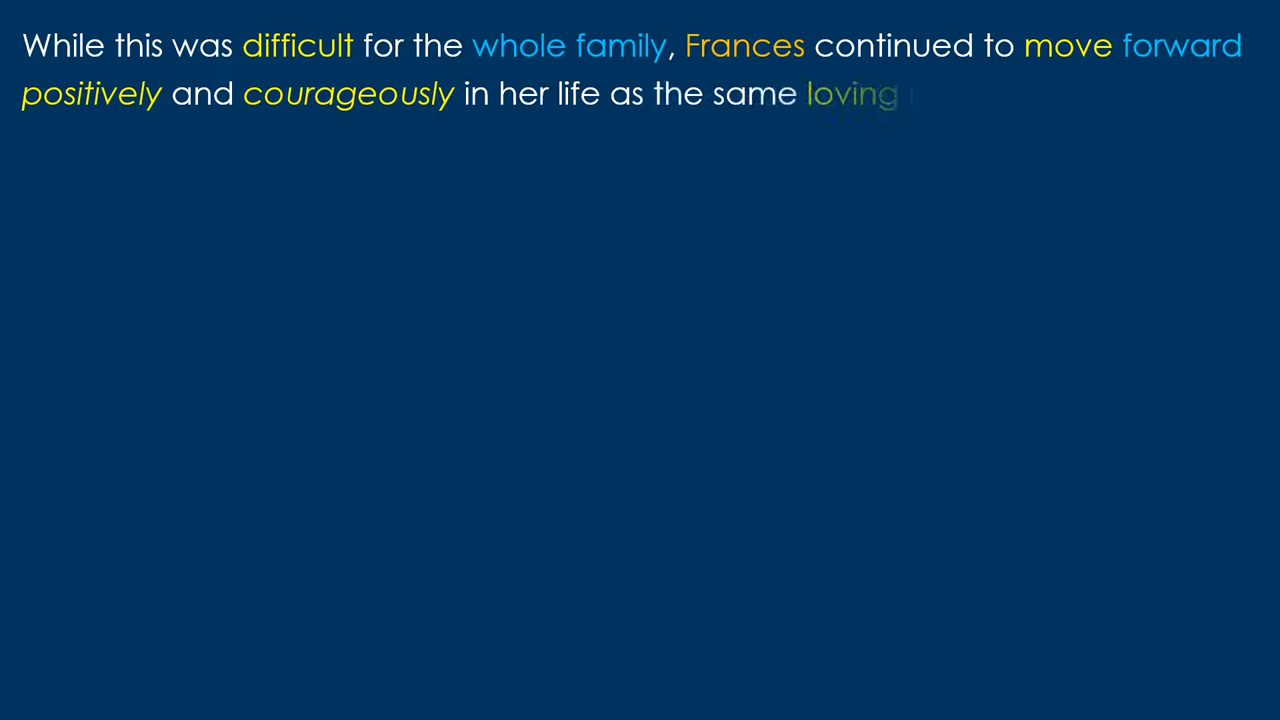 While this was difficult for the whole family, Frances continued to move forward
positively and courageously in her life as the same loving